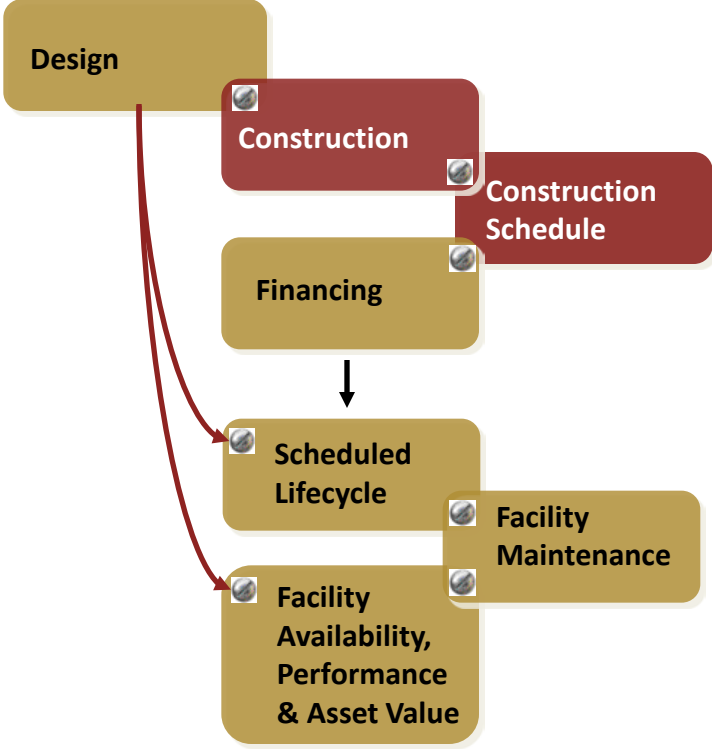 Design
Construction
Construction
Schedule
Financing
Scheduled
Lifecycle
Facility
Maintenance
Facility
Availability,
Performance
& Asset Value